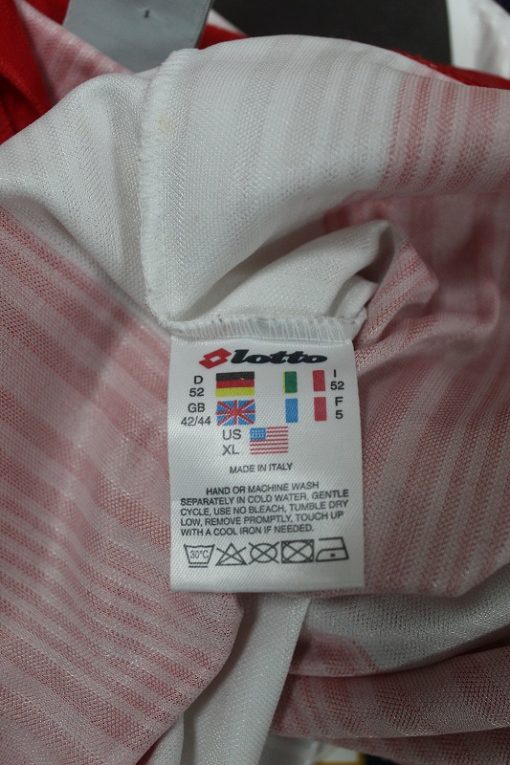 lotto
D 52 I 52
GB 42/44 F 5
US XL
MADE IN ITALY
HAND OR MACHINE WASH
SEPARATELY IN COLD WATER, GENTLE
CYCLE, USE NO BLEACH, TUMBLE DRY
LOW, REMOVE PROMPTLY, TOUCH UP
WITH A COOL IRON IF NEEDED.
30°C